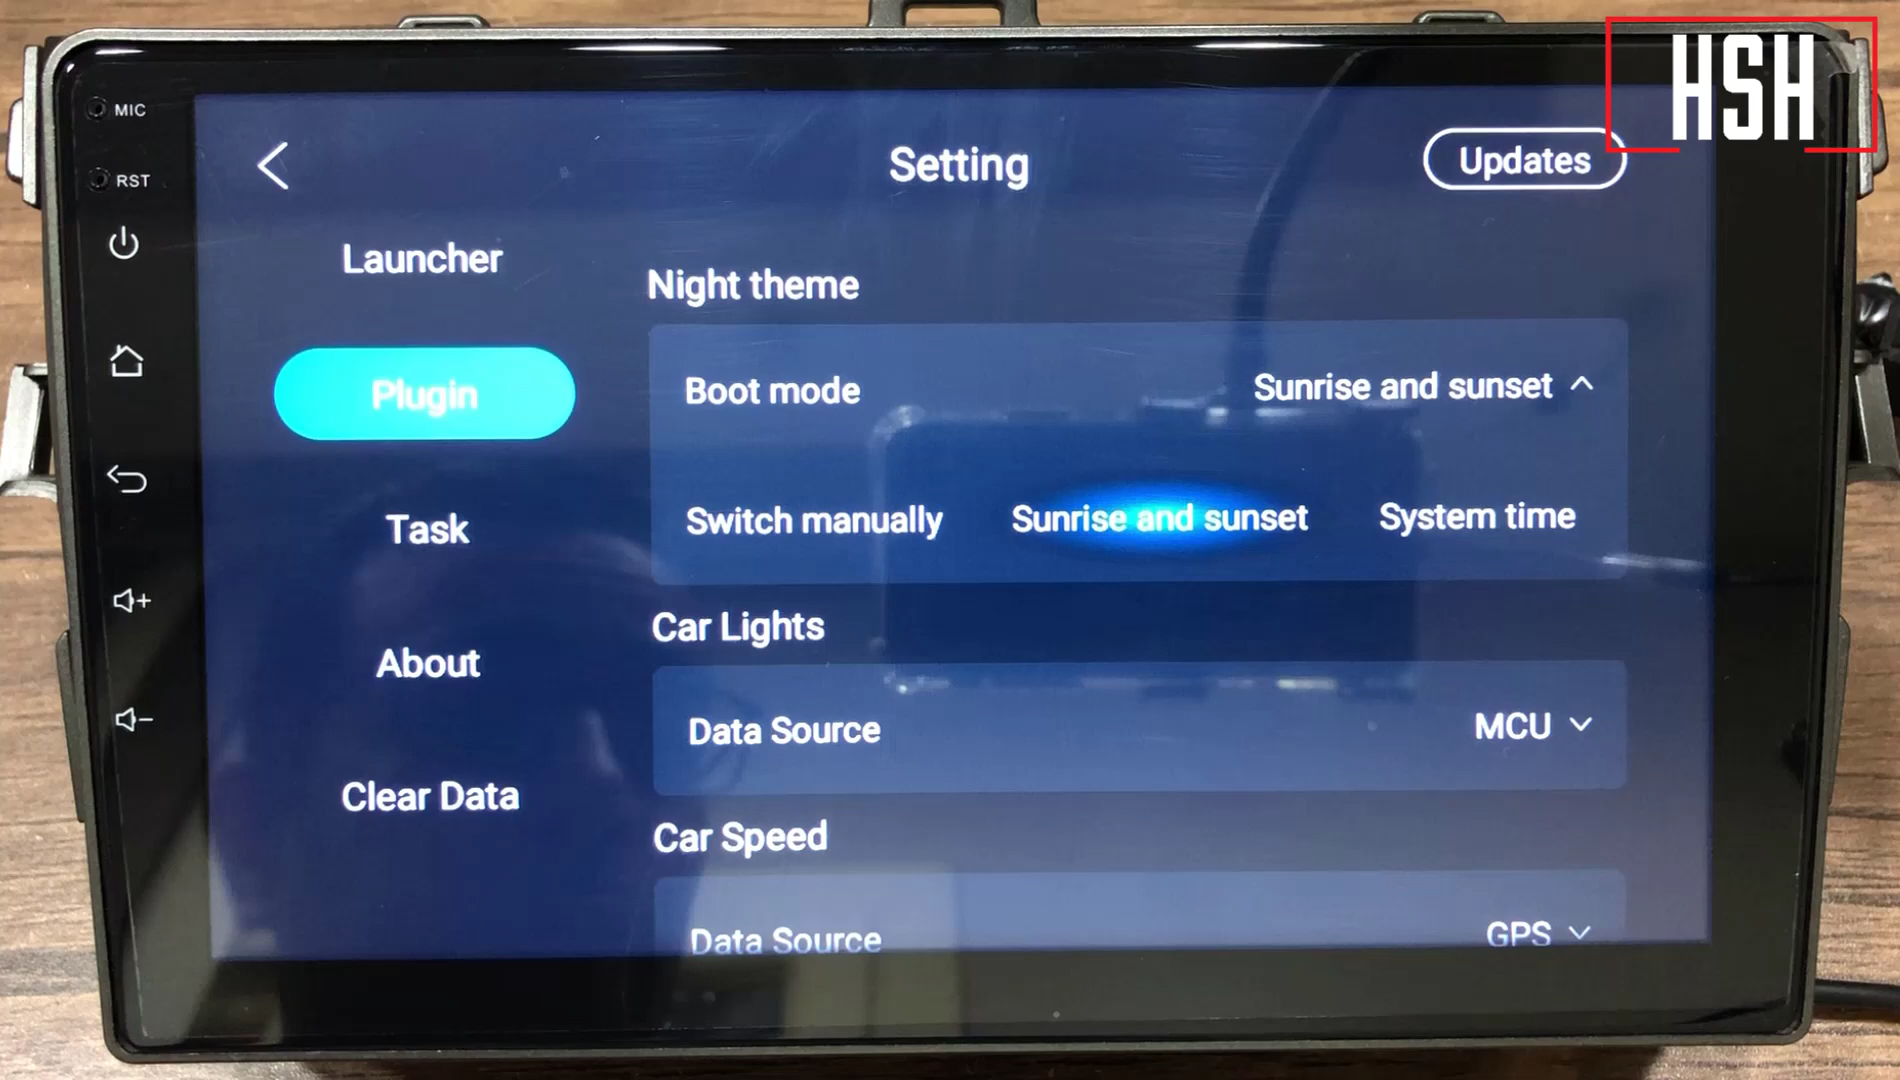 HSH
MIC
RST
Setting
Updates
Launcher
Plugin
Task
About
Clear Data
Night theme
Boot mode
Sunrise and sunset
Switch manually
Sunrise and sunset
System time
Car Lights
Data Source
MCU
Car Speed
Data Source
GPS